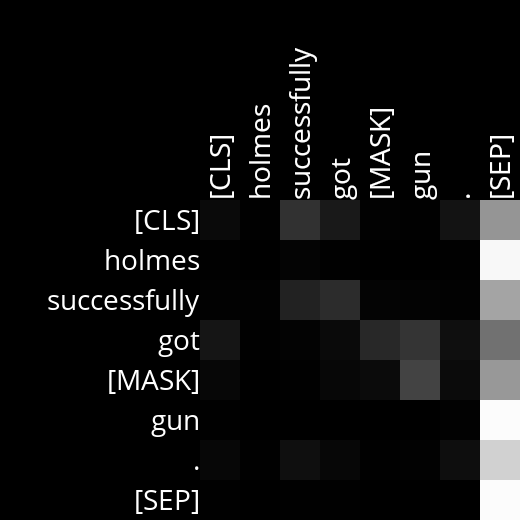 [CLS]
holmes
successfully
got
[MASK]
gun
.
[SEP]
[CLS]
holmes
successfully
got
[MASK]
gun
.
[SEP]